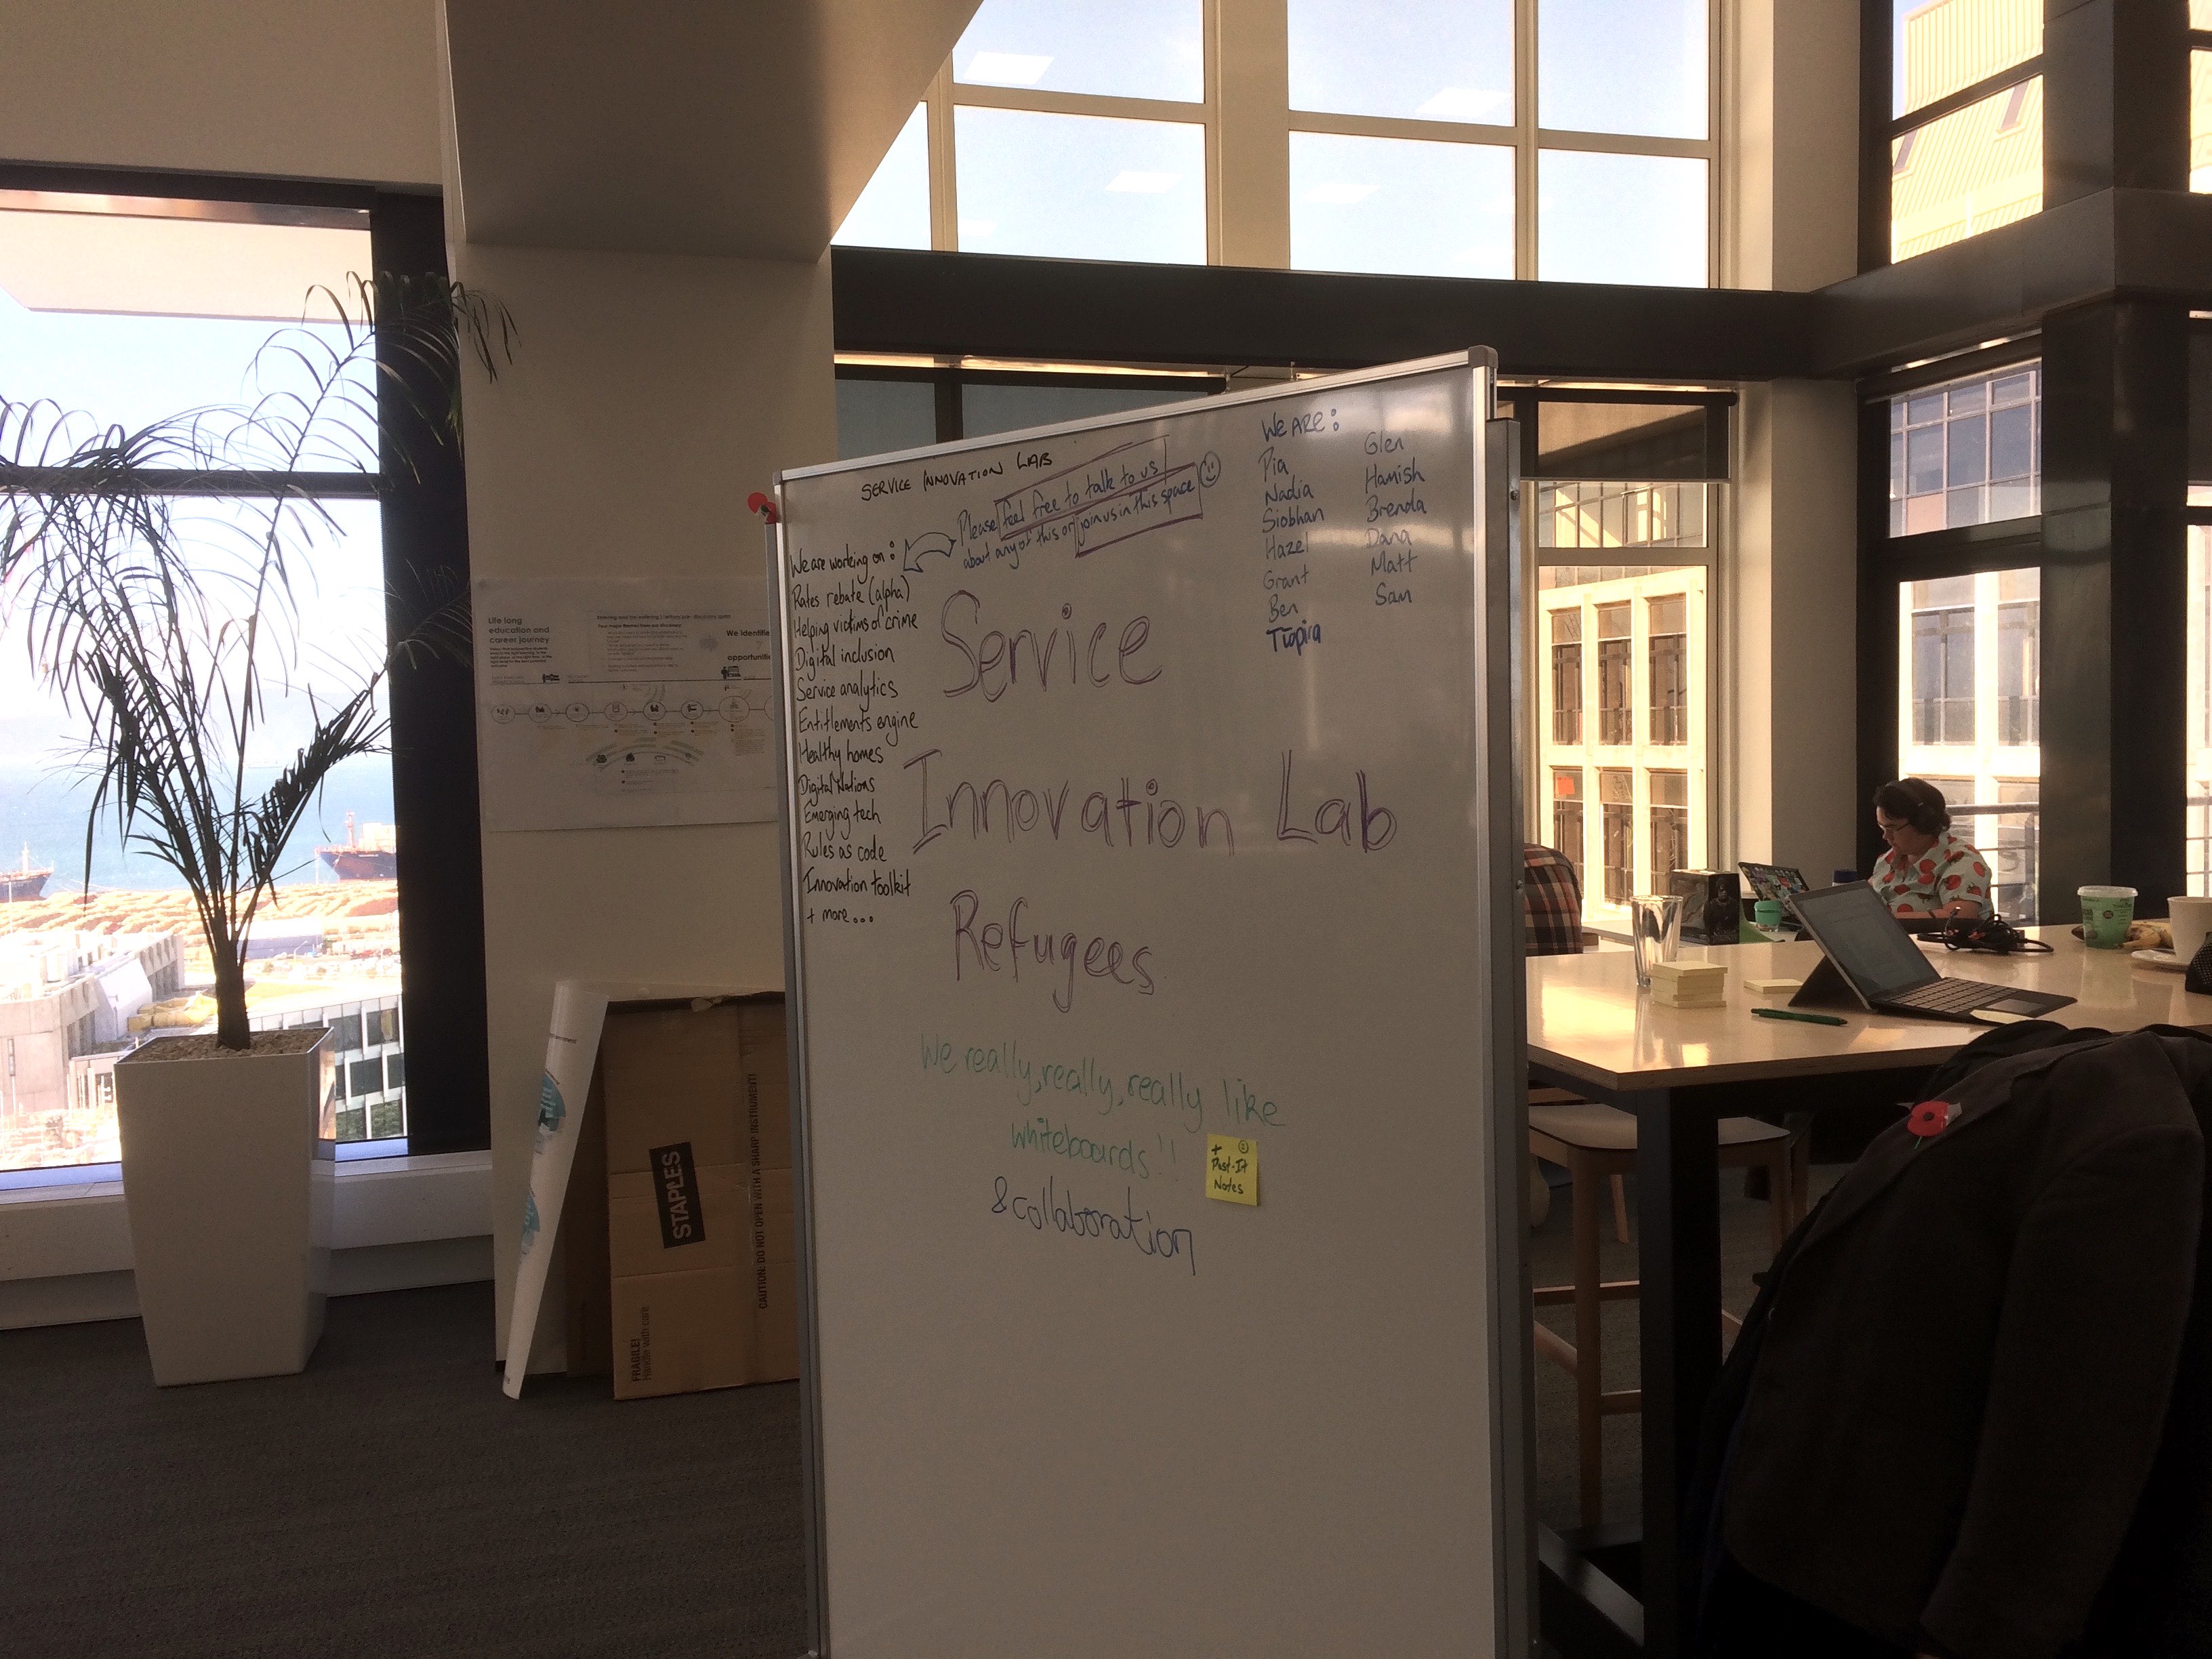 SERVICE INNOVATION LAB
Please feel free to talk to us
about any of this or join us in this space
We are working on:
Rates rebate (alpha)
Helping victims of crime
Digital inclusion
Service analytics
Entitlements engine
Healthy homes
Digital Nations
Emerging tech
Rules as code
Innovation toolkit
+ more...
WE ARE:
Pia
Nadia
Siobhan
Hazel
Grant
Ben
Tūpira
Glen
Hamish
Brenda
Dana
Matt
Sam
Service
Innovation Lab
Refugees
We really, really, really like
whiteboards!!
& collaboration
+
Post-It
Notes
Life long
education and
career journey
We identifie
opportunitie
STAPLES
CAUTION: DO NOT OPEN WITH A SHARP INSTRUMENT!
FRAGILE!
Handle with care